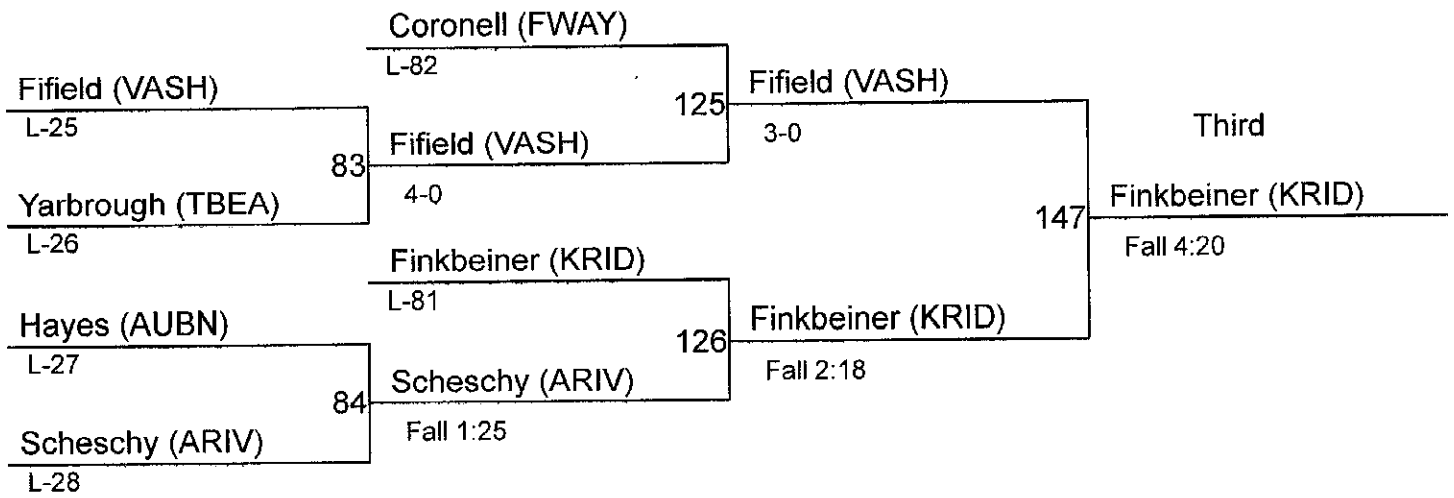 Coronell (FWAY)
L-82
Fifield (VASH)
L-25
125
Fifield (VASH)
3-0
Third
83
Fifield (VASH)
4-0
Yarbrough (TBEA)
L-26
147
Finkbeiner (KRID)
Fall 4:20
Finkbeiner (KRID)
L-81
Hayes (AUBN)
L-27
126
Finkbeiner (KRID)
Fall 2:18
84
Scheschy (ARIV)
Fall 1:25
Scheschy (ARIV)
L-28